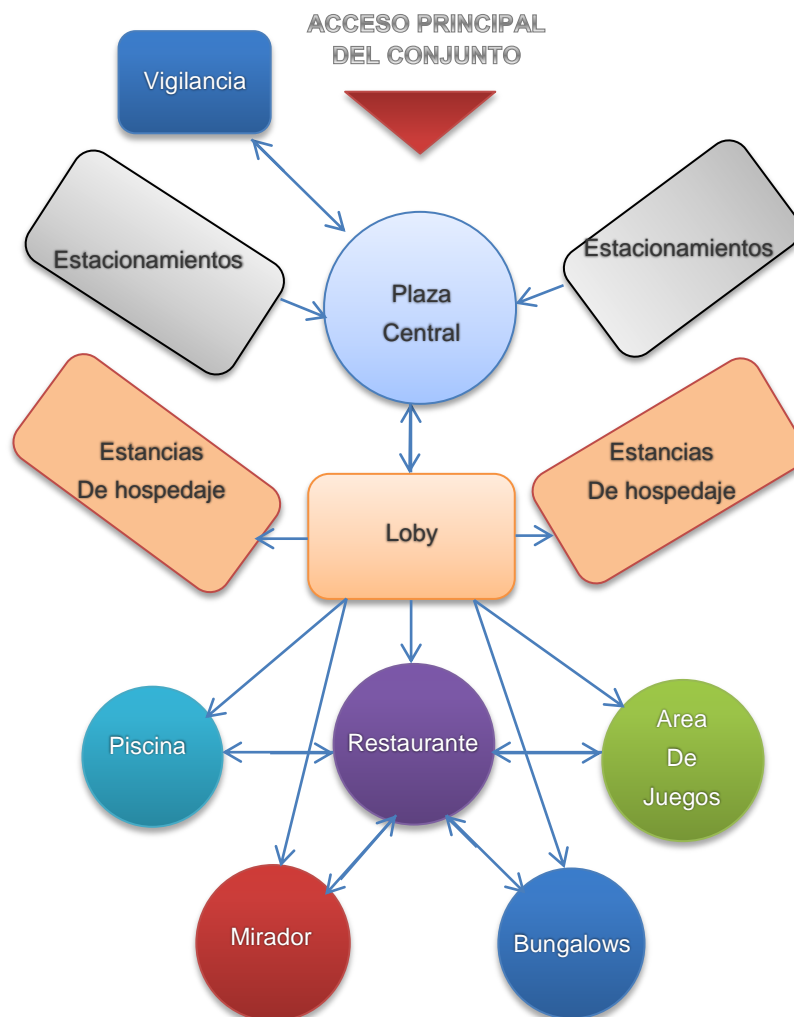 ACCESO PRINCIPAL
DEL CONJUNTO
Vigilancia
Estacionamientos
Estacionamientos
Plaza
Central
Estancias
De hospedaje
Estancias
De hospedaje
Loby
Piscina
Restaurante
Area
De
Juegos
Mirador
Bungalows